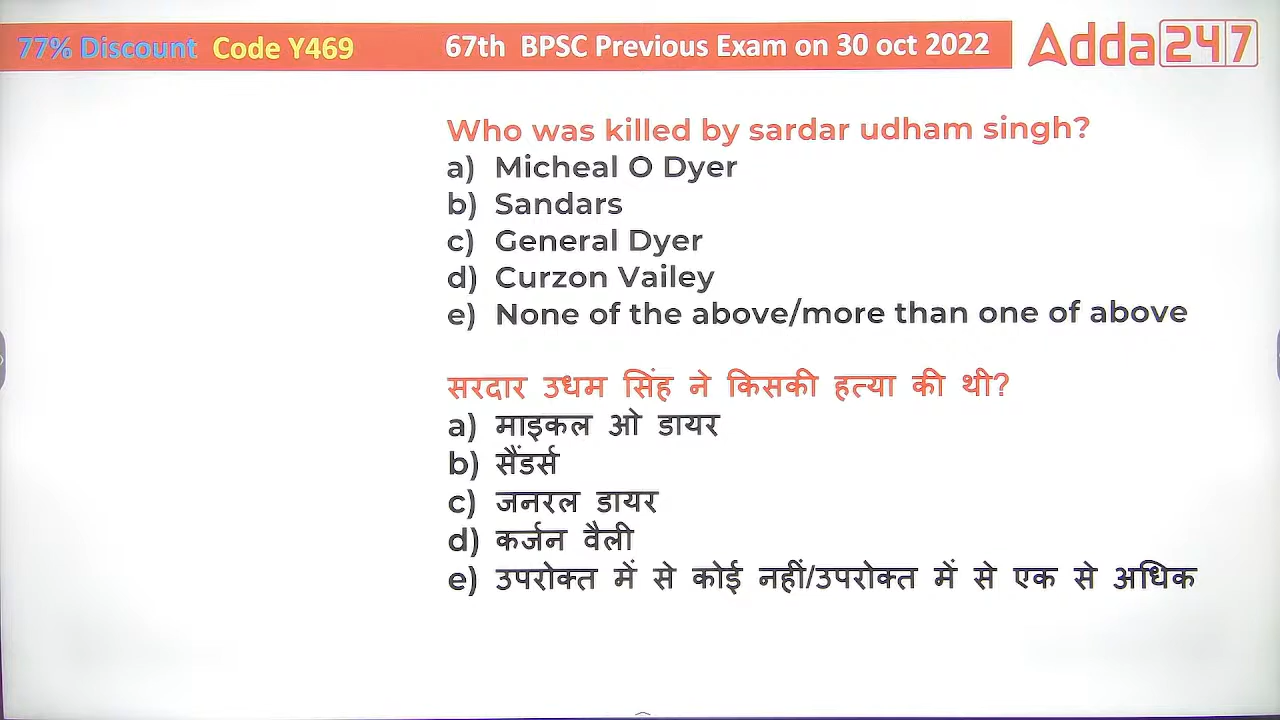 77% Discount Code Y469 67th BPSC Previous Exam on 30 oct 2022 Adda247
Who was killed by sardar udham singh?
a) Micheal O Dyer
b) Sandars
c) General Dyer
d) Curzon Vailey
e) None of the above/more than one of above
सरदार उधम सिंह ने किसकी हत्या की थी?
a) माइकल ओ डायर
b) सैंडर्स
c) जनरल डायर
d) कर्जन वैली
e) उपरोक्त में से कोई नहीं/उपरोक्त में से एक से अधिक